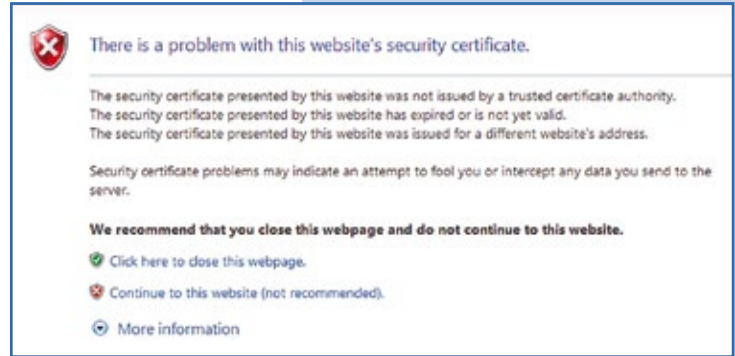 There is a problem with this website's security certificate.
The security certificate presented by this website was not issued by a trusted certificate authority.
The security certificate presented by this website has expired or is not yet valid.
The security certificate presented by this website was issued for a different website's address.
Security certificate problems may indicate an attempt to fool you or intercept any data you send to the
server.
We recommend that you close this webpage and do not continue to this website.
Click here to close this webpage.
Continue to this website (not recommended).
More information